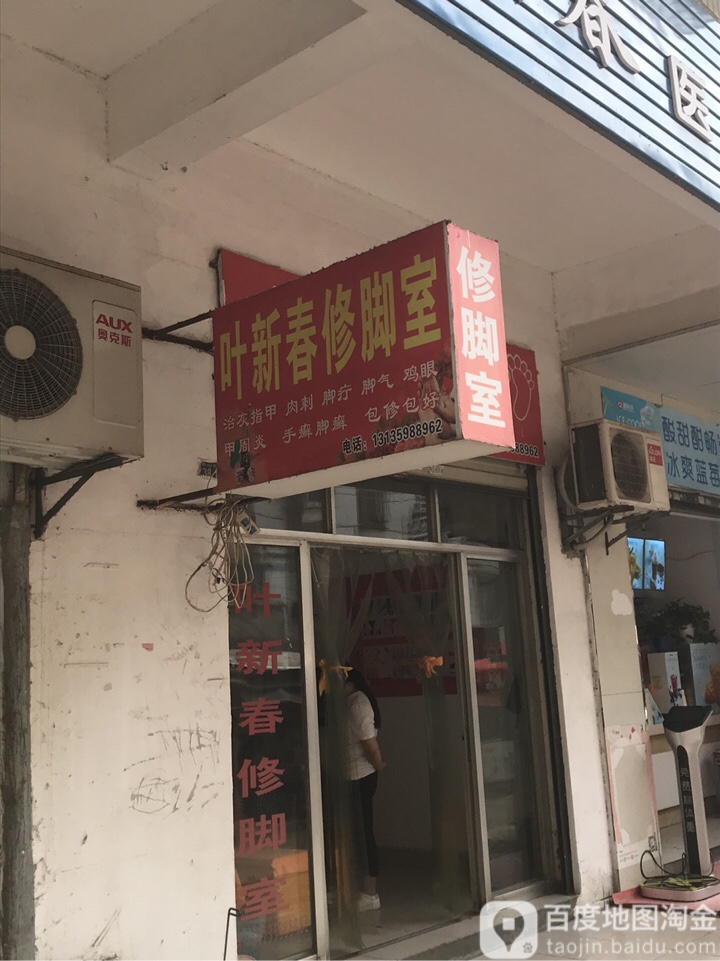 春医
叶新春修脚室
治灰指甲 肉刺 脚疔 脚气 鸡眼
甲周炎 手癣脚癣 包修包好
电话：13135988962
修脚室
88962
AUX
奥克斯
酸甜酣畅
冰爽蓝莓
叶新春修脚室
百度地图淘金
taojin.baidu.com